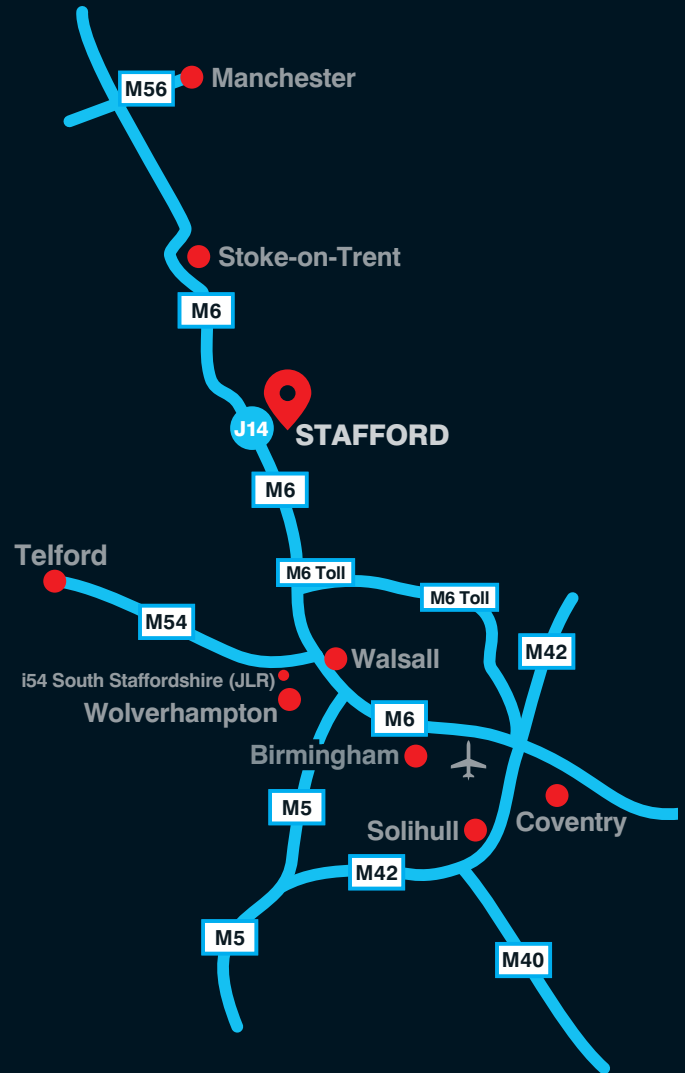 M56
Manchester
Stoke-on-Trent
M6
J14
STAFFORD
M6
Telford
M6 Toll
M6 Toll
M54
M42
Walsall
i54 South Staffordshire (JLR)
Wolverhampton
M6
Birmingham
M5
Solihull
Coventry
M42
M5
M40